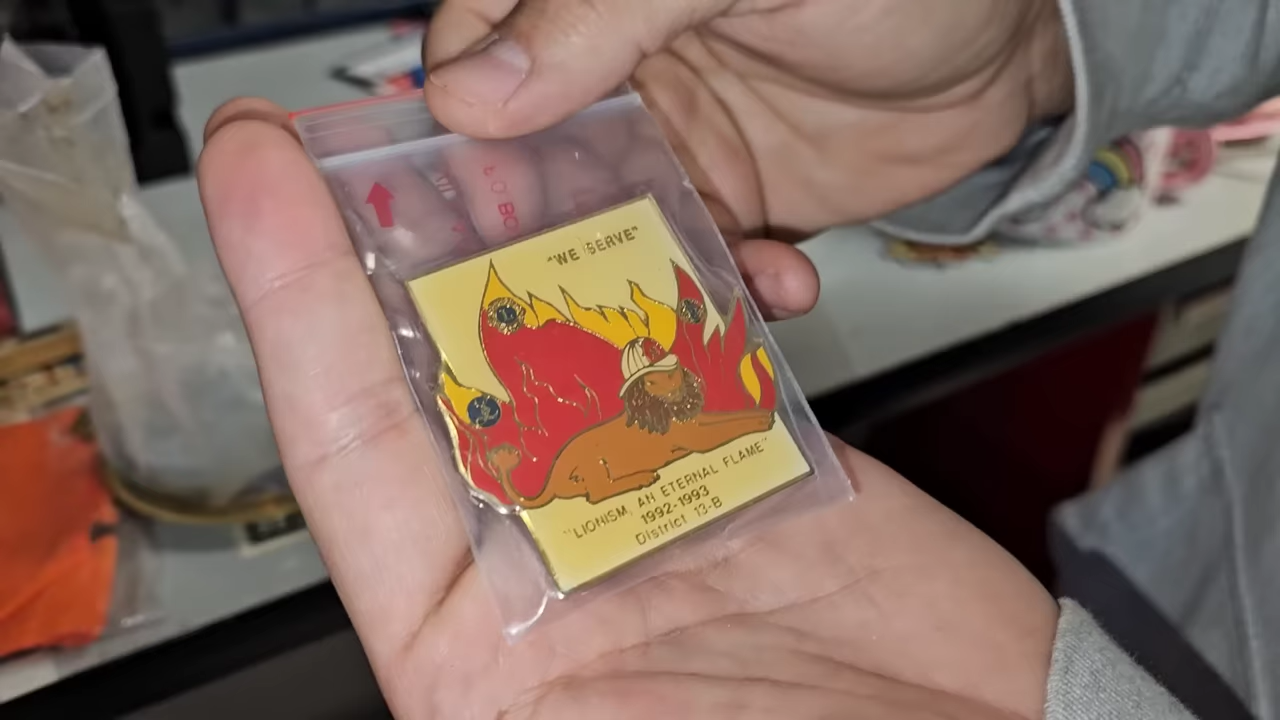 "WE SERVE"
"LIONISM, AN ETERNAL FLAME"
1992-1993
District 13-B